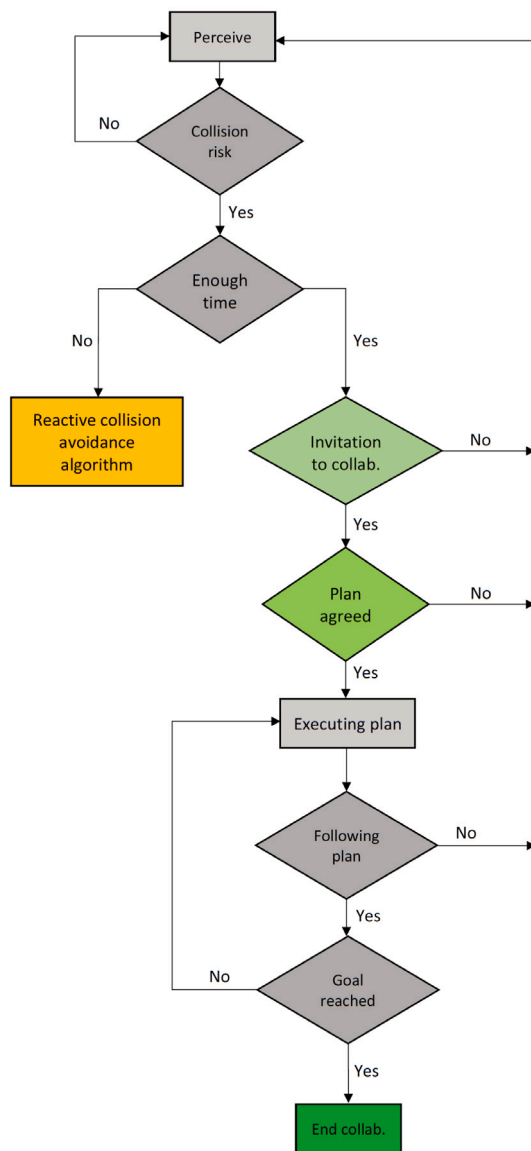 Perceive
No
Collision
risk
Yes
Enough
time
No
Yes
Reactive collision
avoidance
algorithm
Invitation
to collab.
No
Yes
Plan
agreed
No
Yes
Executing plan
Following
plan
No
Yes
No
Goal
reached
Yes
End collab.